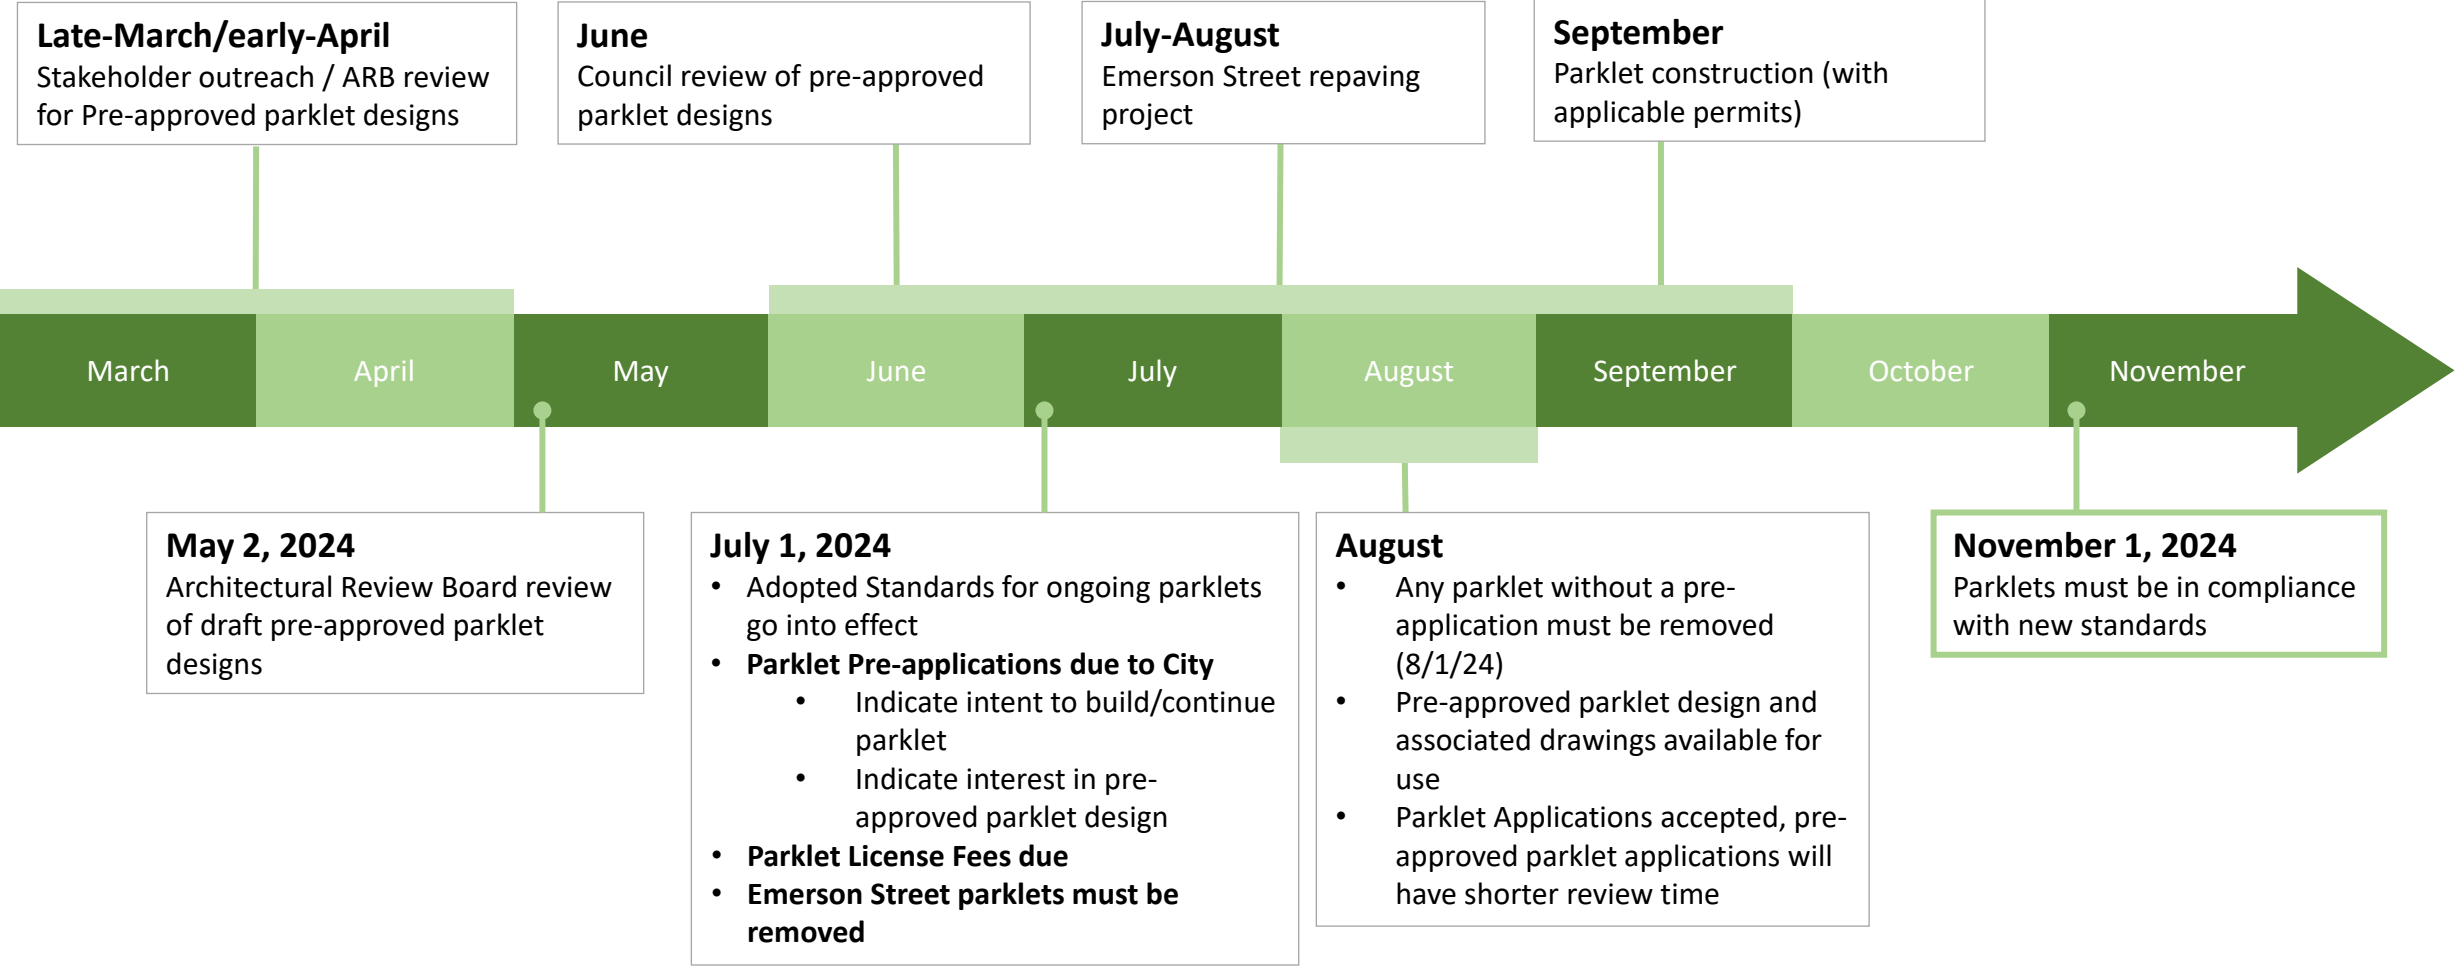 Late-March/early-April
Stakeholder outreach / ARB review
for Pre-approved parklet designs
June
Council review of pre-approved
parklet designs
July-August
Emerson Street repaving
project
September
Parklet construction (with
applicable permits)
March
April
May
June
July
August
September
October
November
May 2, 2024
Architectural Review Board review
of draft pre-approved parklet
designs
July 1, 2024
• Adopted Standards for ongoing parklets
go into effect
• Parklet Pre-applications due to City
• Indicate intent to build/continue
parklet
• Indicate interest in pre-
approved parklet design
• Parklet License Fees due
• Emerson Street parklets must be
removed
August
• Any parklet without a pre-
application must be removed
(8/1/24)
• Pre-approved parklet design and
associated drawings available for
use
• Parklet Applications accepted, pre-
approved parklet applications will
have shorter review time
November 1, 2024
Parklets must be in compliance
with new standards